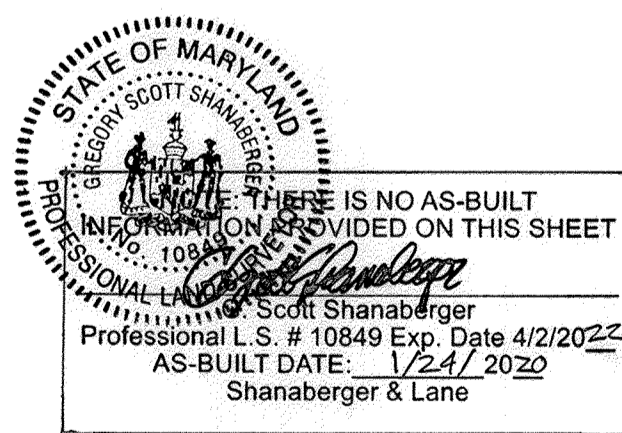 STATE OF MARYLAND
GREGORY SCOTT SHANABERGER
No. 10849
PROFESSIONAL LAND SURVEYOR
NOTE: THERE IS NO AS-BUILT
INFORMATION PROVIDED ON THIS SHEET
G. Scott Shanaberger
Professional L.S. # 10849 Exp. Date 4/2/2022
AS-BUILT DATE: 1/24/2020
Shanaberger & Lane